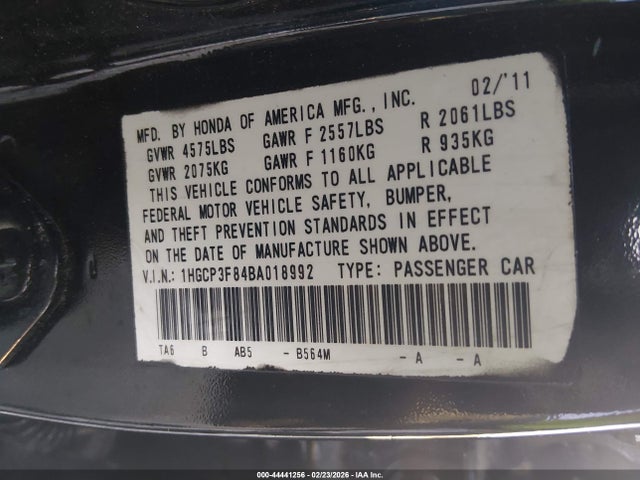 02/'11
MFD. BY HONDA OF AMERICA MFG., INC.
GVWR 4575LBS GAWR F 2557LBS R 2061LBS
GVWR 2075KG GAWR F 1160KG R 935KG
THIS VEHICLE CONFORMS TO ALL APPLICABLE
FEDERAL MOTOR VEHICLE SAFETY, BUMPER,
AND THEFT PREVENTION STANDARDS IN EFFECT
ON THE DATE OF MANUFACTURE SHOWN ABOVE.
V.I.N.: 1HGCP3F84BA018992 TYPE: PASSENGER CAR
TA6 B AB5 - B564M - A - A
000-44441256 - 02/23/2026 - IAA Inc.